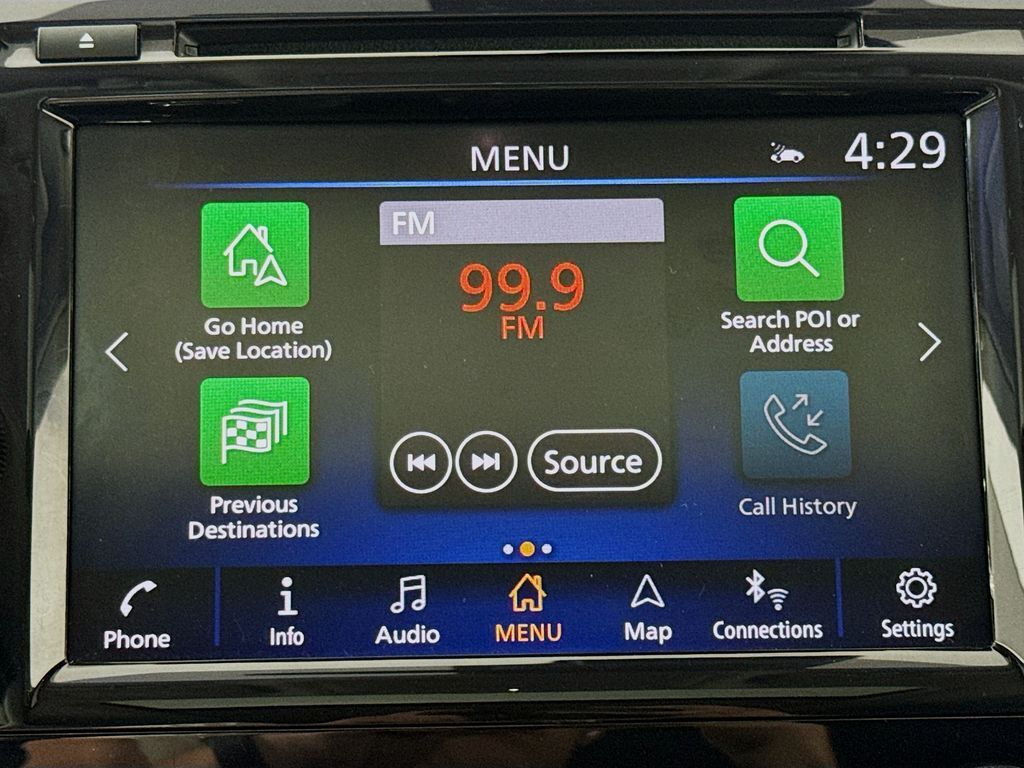 MENU
4:29
FM
99.9
FM
Go Home
(Save Location)
Search POI or
Address
Previous
Destinations
Source
Call History
Phone
Info
Audio
MENU
Map
Connections
Settings